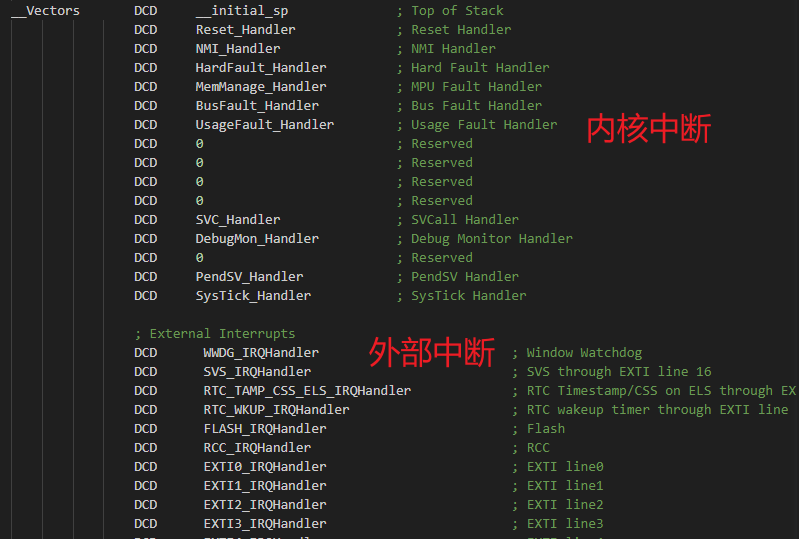 __Vectors DCD __initial_sp ; Top of Stack
DCD Reset_Handler ; Reset Handler
DCD NMI_Handler ; NMI Handler
DCD HardFault_Handler ; Hard Fault Handler
DCD MemManage_Handler ; MPU Fault Handler
DCD BusFault_Handler ; Bus Fault Handler
DCD UsageFault_Handler ; Usage Fault Handler
内核中断
DCD 0 ; Reserved
DCD 0 ; Reserved
DCD 0 ; Reserved
DCD 0 ; Reserved
DCD SVC_Handler ; SVCall Handler
DCD DebugMon_Handler ; Debug Monitor Handler
DCD 0 ; Reserved
DCD PendSV_Handler ; PendSV Handler
DCD SysTick_Handler ; SysTick Handler
; External Interrupts
外部中断
DCD WWDG_IRQHandler ; Window Watchdog
DCD SVS_IRQHandler ; SVS through EXTI line 16
DCD RTC_TAMP_CSS_ELS_IRQHandler ; RTC Timestamp/CSS on ELS through EX
DCD RTC_WKUP_IRQHandler ; RTC wakeup timer through EXTI line
DCD FLASH_IRQHandler ; Flash
DCD RCC_IRQHandler ; RCC
DCD EXTI0_IRQHandler ; EXTI line0
DCD EXTI1_IRQHandler ; EXTI line1
DCD EXTI2_IRQHandler ; EXTI line2
DCD EXTI3_IRQHandler ; EXTI line3